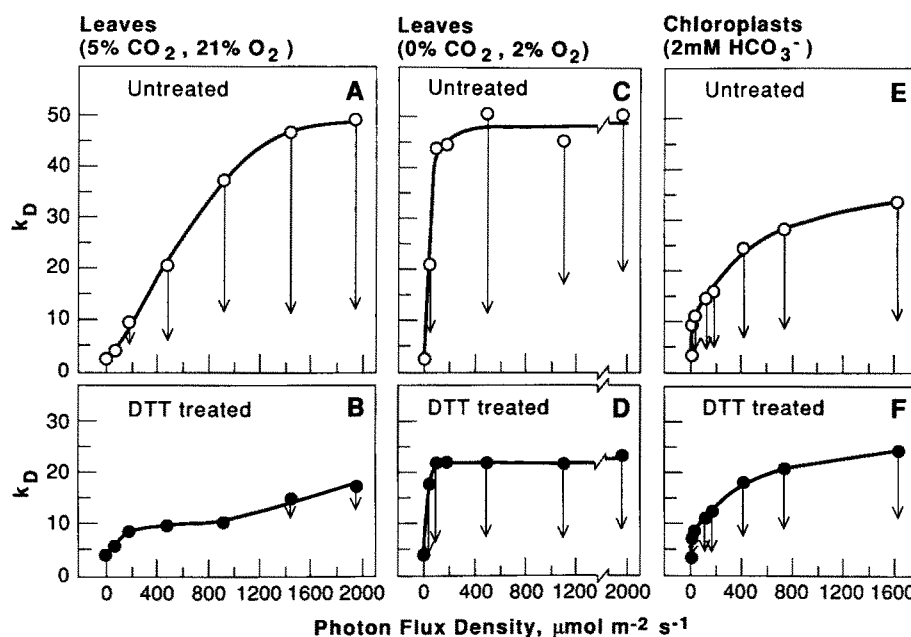 Leaves
(5% CO2 , 21% O2)
Leaves
(0% CO2 , 2% O2)
Chloroplasts
(2mM HCO3-)
Untreated A
Untreated C
Untreated E
50
40
30
20
10
0
kD
DTT treated B
DTT treated D
DTT treated F
30
20
10
0
kD
0 400 800 1200 1600 2000
0 400 800 1200 2000
0 400 800 1200 1600
Photon Flux Density, μmol m-2 s-1